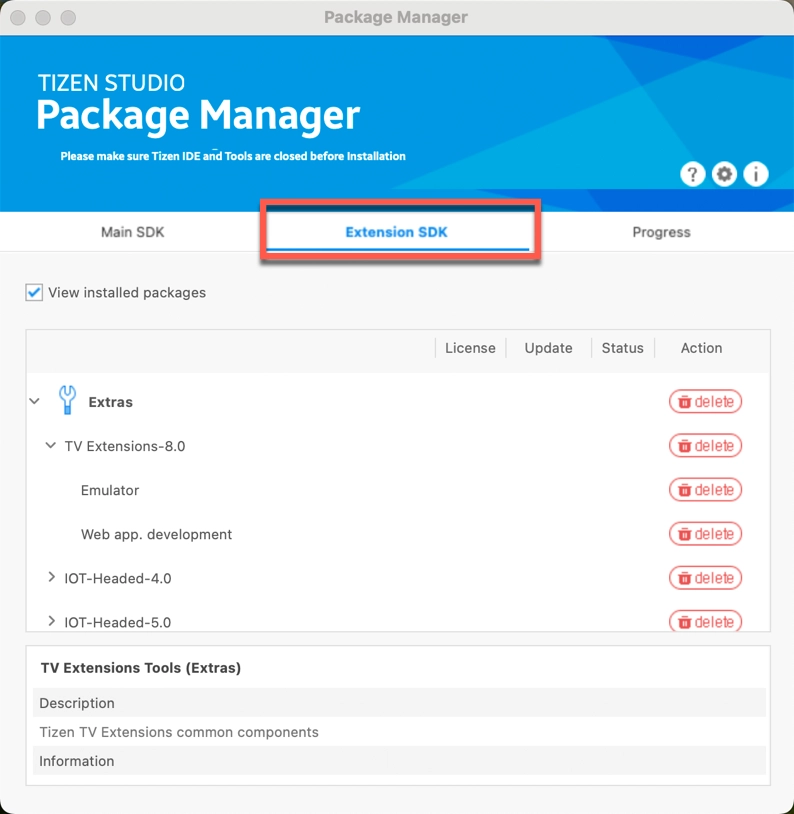 Package Manager
TIZEN STUDIO
Package Manager
Please make sure Tizen IDE and Tools are closed before Installation
? i
Main SDK Extension SDK Progress
View installed packages
License Update Status Action
Extras delete
TV Extensions-8.0 delete
Emulator delete
Web app. development delete
IOT-Headed-4.0 delete
IOT-Headed-5.0 delete
TV Extensions Tools (Extras)
Description
Tizen TV Extensions common components
Information